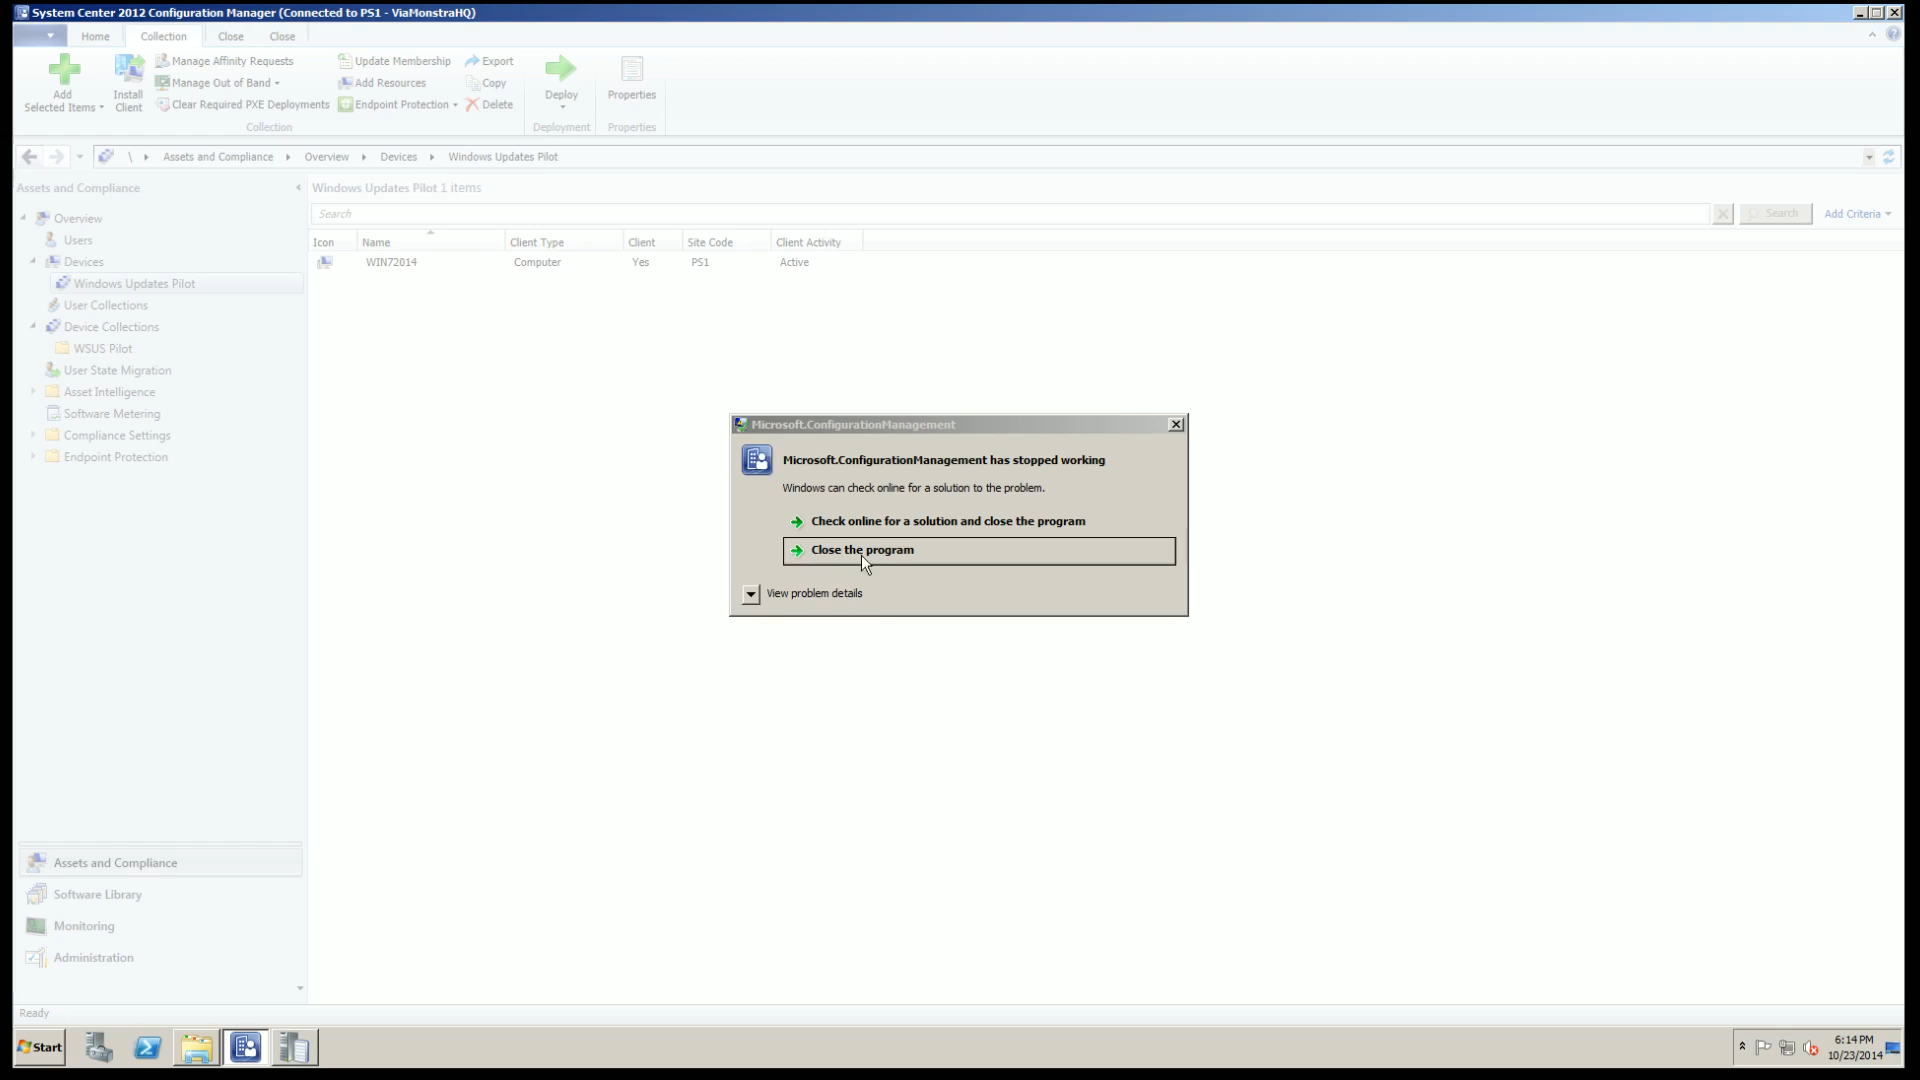 System Center 2012 Configuration Manager (Connected to PS1 - ViaMonstraHQ)
Home Collection Close Close
Add Selected Items
Install Client
Manage Affinity Requests
Manage Out of Band
Clear Required PXE Deployments
Update Membership
Add Resources
Endpoint Protection
Export
Copy
Delete
Deploy
Properties
Collection Deployment Properties
\ Assets and Compliance Overview Devices Windows Updates Pilot
Assets and Compliance
Overview
Users
Devices
Windows Updates Pilot
User Collections
Device Collections
WSUS Pilot
User State Migration
Asset Intelligence
Software Metering
Compliance Settings
Endpoint Protection
Assets and Compliance
Software Library
Monitoring
Administration
Windows Updates Pilot 1 items
Search Search Add Criteria
Icon Name Client Type Client Site Code Client Activity
WIN72014 Computer Yes PS1 Active
Microsoft.ConfigurationManagement
Microsoft.ConfigurationManagement has stopped working
Windows can check online for a solution to the problem.
Check online for a solution and close the program
Close the program
View problem details
Ready
Start
6:14 PM
10/23/2014